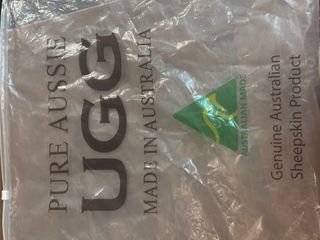 PURE AUSSIE
UGG
MADE IN AUSTRALIA
AUSTRALIAN MADE
Genuine Australian
Sheepskin Product